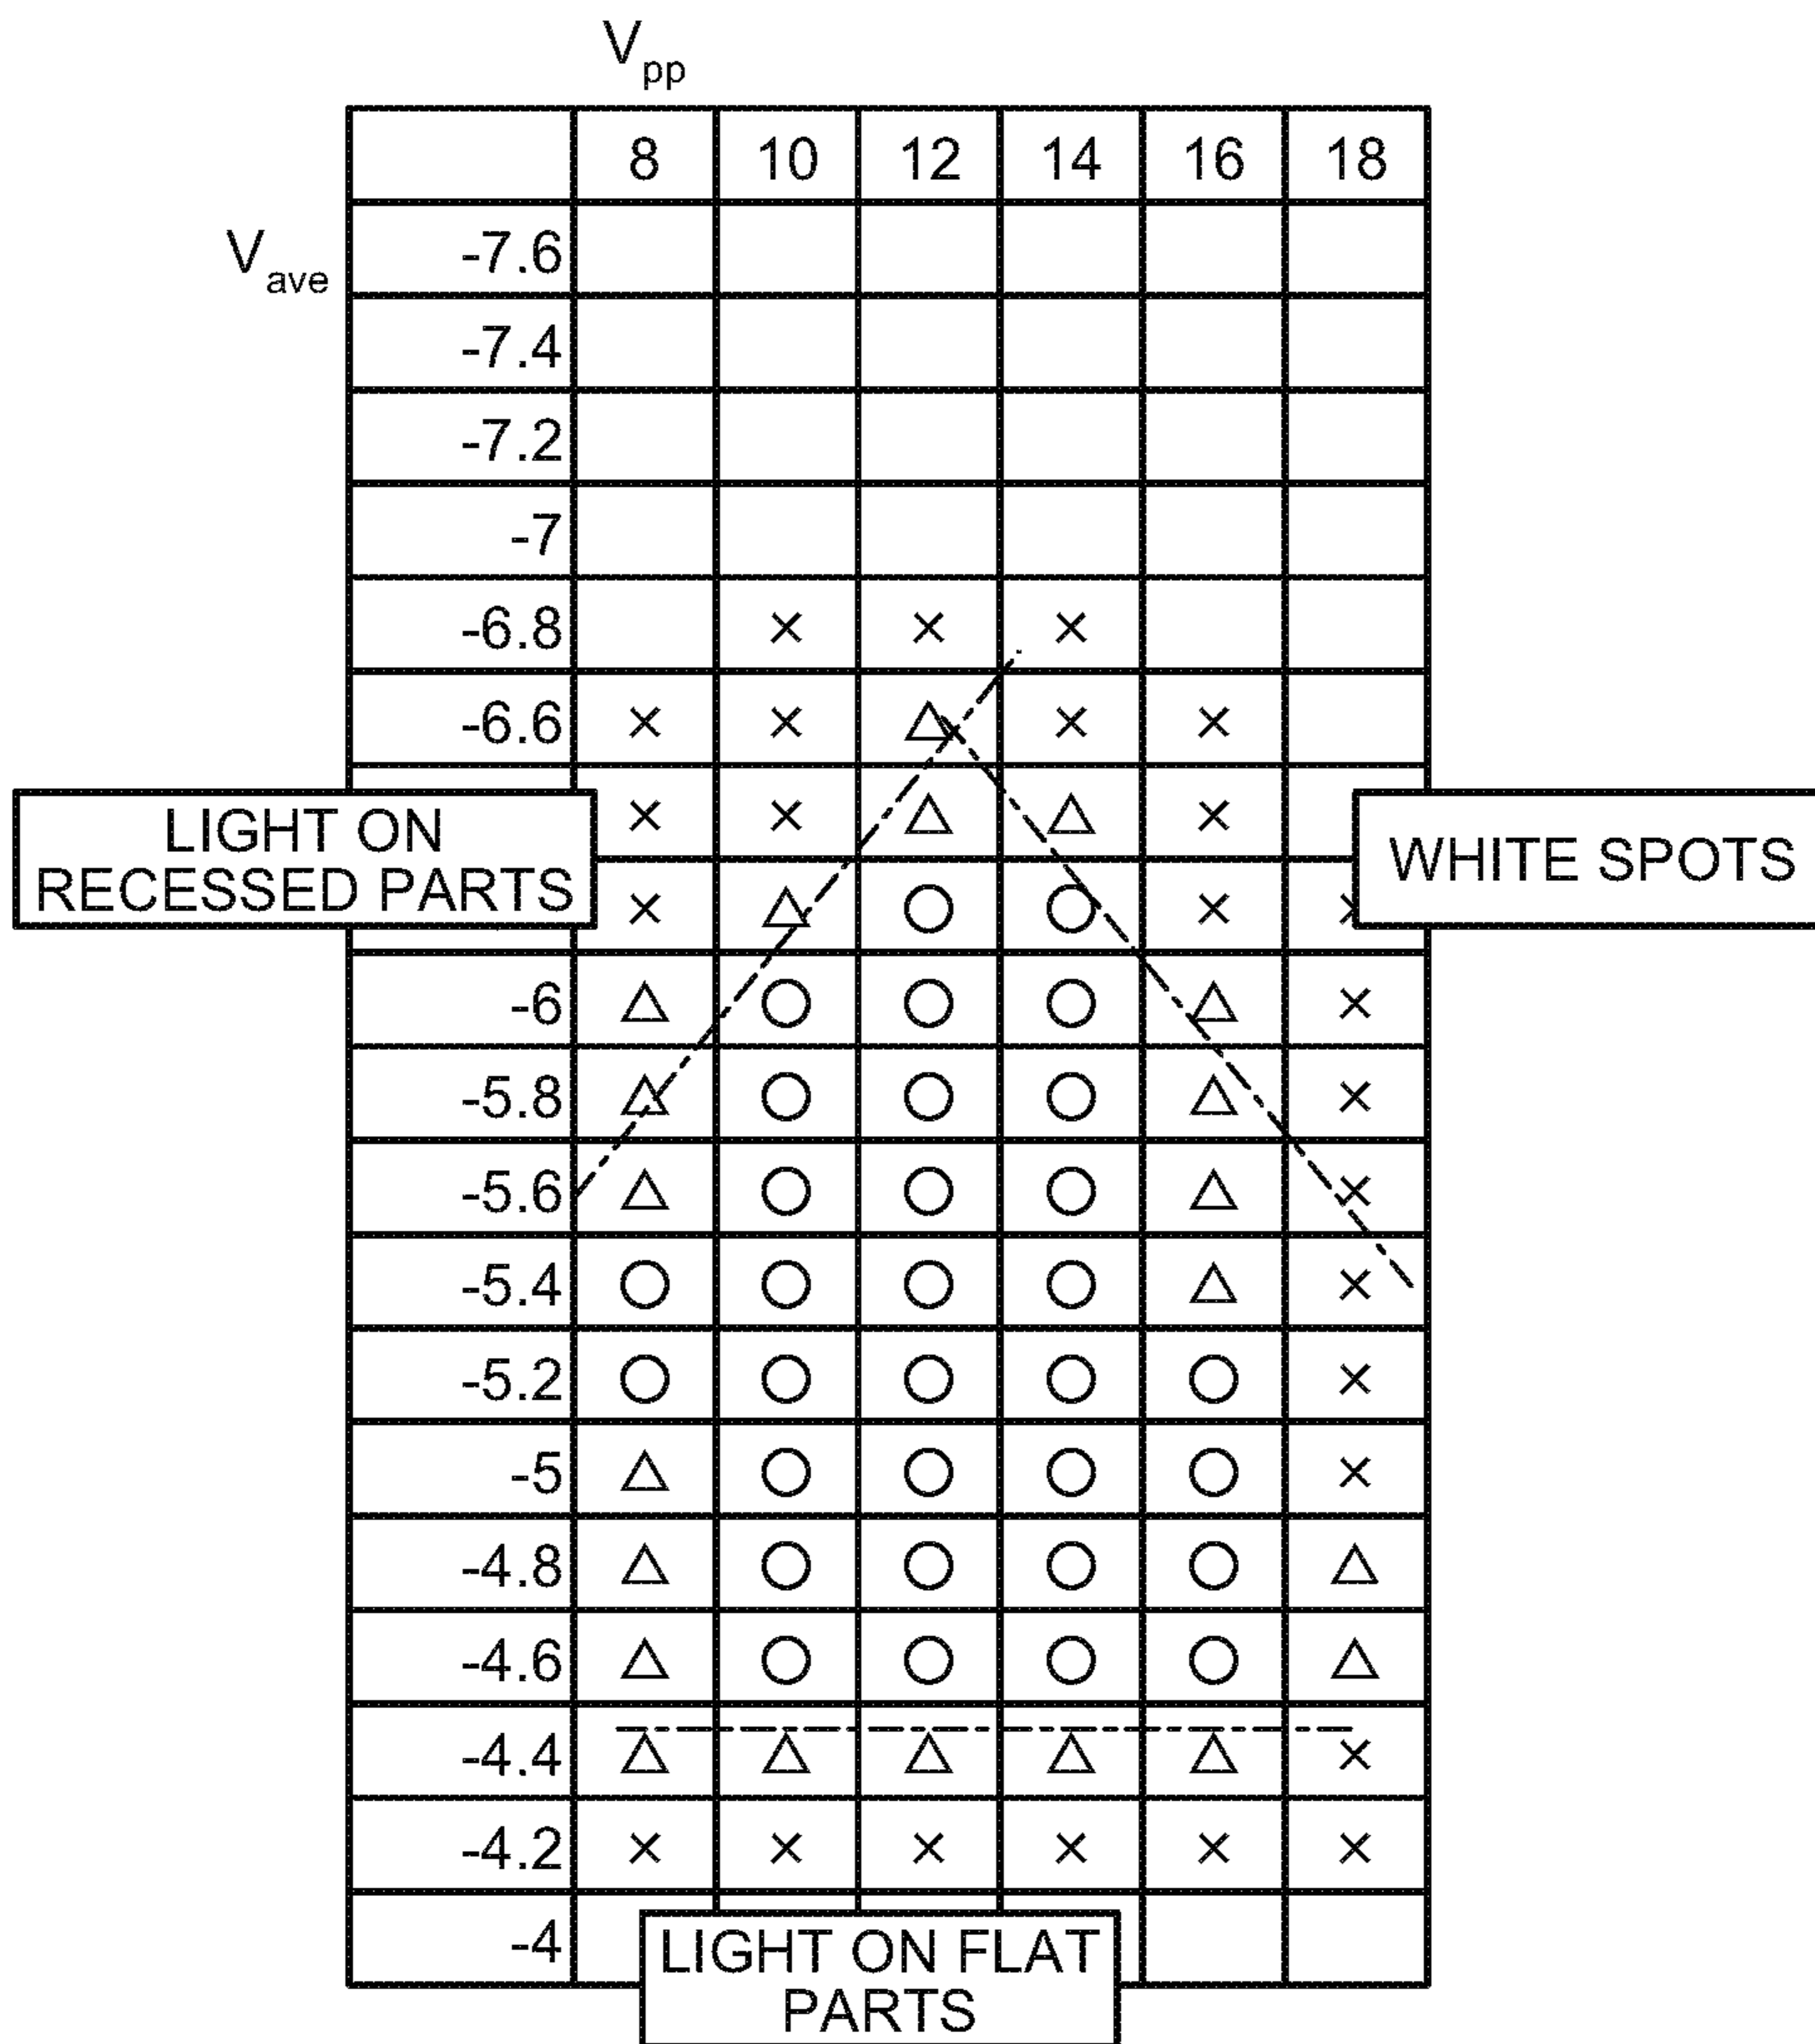 Vpp
8 10 12 14 16 18
Vave
-7.6
-7.4
-7.2
-7
-6.8 × × ×
-6.6 × × △ × ×
× × △ △ ×
LIGHT ON
RECESSED PARTS
WHITE SPOTS
× △ ○ ○ × ×
-6 △ ○ ○ ○ △ ×
-5.8 △ ○ ○ ○ △ ×
-5.6 △ ○ ○ ○ △ ×
-5.4 ○ ○ ○ ○ △ ×
-5.2 ○ ○ ○ ○ ○ ×
-5 △ ○ ○ ○ ○ ×
-4.8 △ ○ ○ ○ ○ △
-4.6 △ ○ ○ ○ ○ △
-4.4 △ △ △ △ △ ×
-4.2 × × × × × ×
-4
LIGHT ON FLAT
PARTS